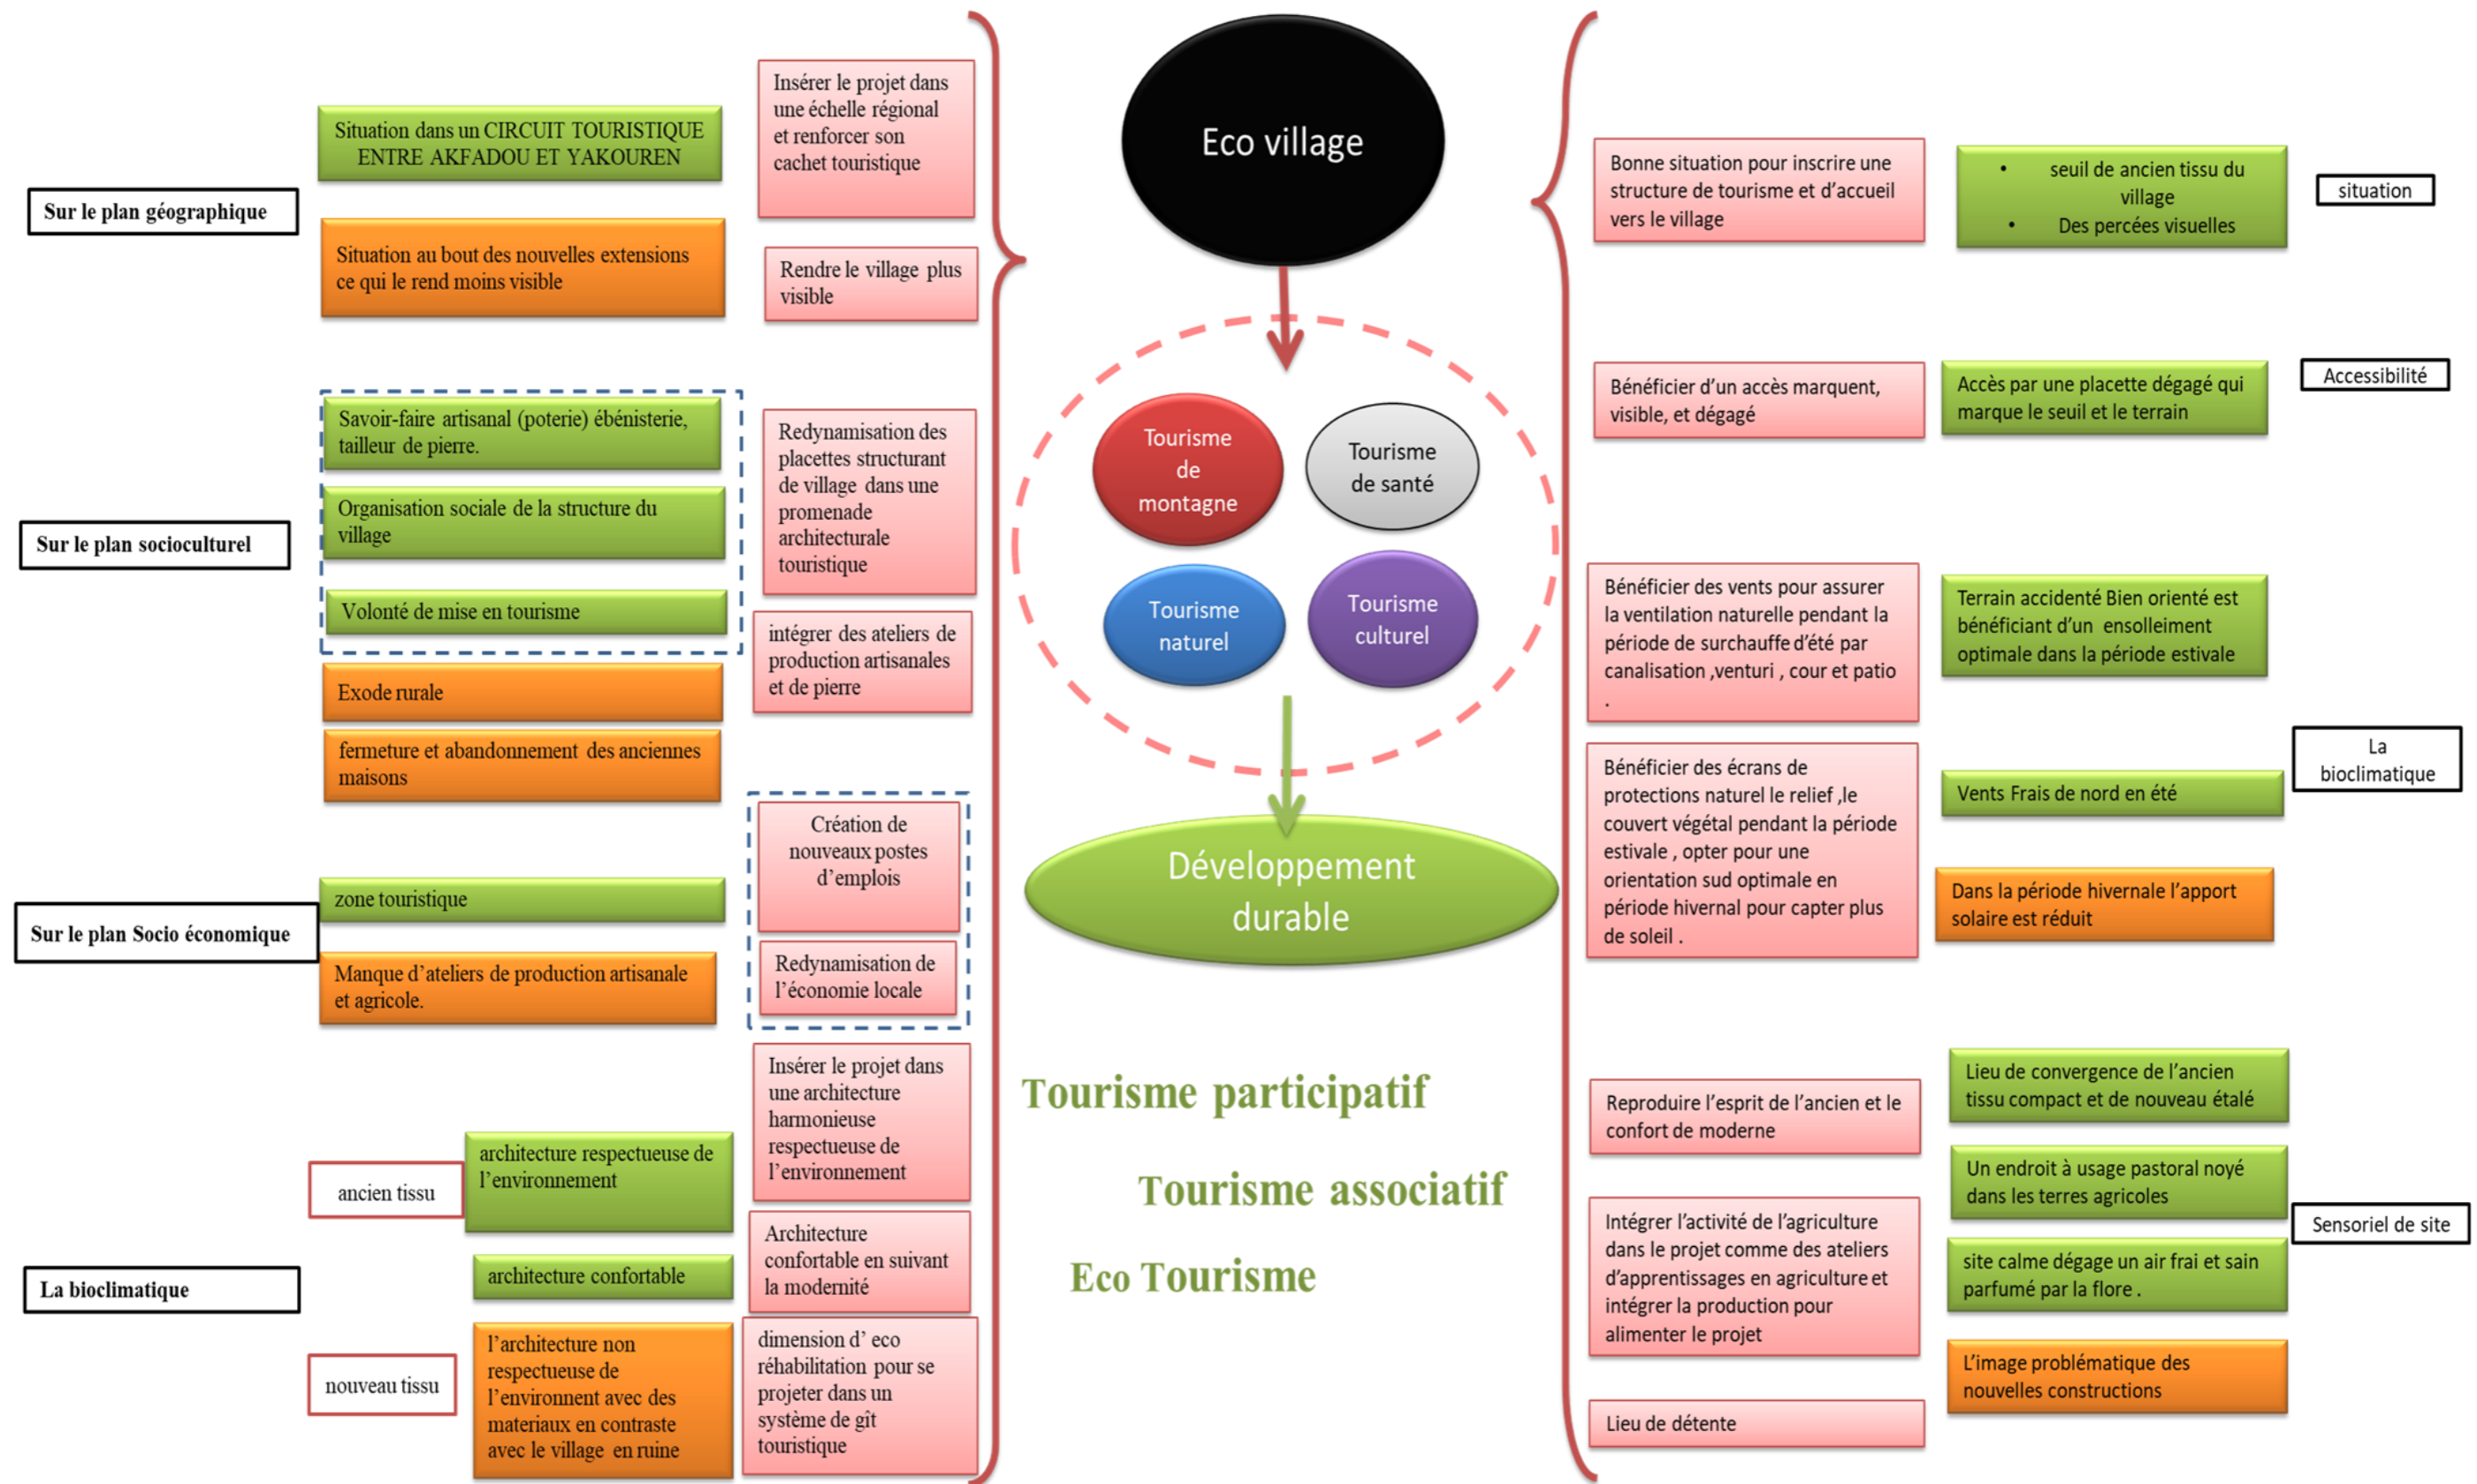 Sur le plan géographique
Situation dans un CIRCUIT TOURISTIQUE
ENTRE AKFADOU ET YAKOUREN
Situation au bout des nouvelles extensions
ce qui le rend moins visible
Insérer le projet dans
une échelle régional
et renforcer son
cachet touristique
Rendre le village plus
visible
Sur le plan socioculturel
Savoir-faire artisanal (poterie) ébénisterie,
tailleur de pierre.
Organisation sociale de la structure du
village
Volonté de mise en tourisme
Exode rurale
fermeture et abandonnement des anciennes
maisons
Redynamisation des
placettes structurant
de village dans une
promenade
architecturale
touristique
intégrer des ateliers de
production artisanales
et de pierre
Sur le plan Socio économique
zone touristique
Manque d’ateliers de production artisanale
et agricole.
Création de
nouveaux postes
d’emplois
Redynamisation de
l’économie locale
La bioclimatique
ancien tissu
architecture respectueuse de
l’environnement
architecture confortable
nouveau tissu
l’architecture non
respectueuse de
l’environnent avec des
materiaux en contraste
avec le village en ruine
Insérer le projet dans
une architecture
harmonieuse
respectueuse de
l’environnement
Architecture
confortable en suivant
la modernité
dimension d’ eco
réhabilitation pour se
projeter dans un
système de gît
touristique
Eco village
Tourisme
de
montagne
Tourisme
de santé
Tourisme
naturel
Tourisme
culturel
Développement
durable
Tourisme participatif
Tourisme associatif
Eco Tourisme
Bonne situation pour inscrire une
structure de tourisme et d’accueil
vers le village
• seuil de ancien tissu du
village
• Des percées visuelles
situation
Bénéficier d’un accès marquent,
visible, et dégagé
Accès par une placette dégagé qui
marque le seuil et le terrain
Accessibilité
Bénéficier des vents pour assurer
la ventilation naturelle pendant la
période de surchauffe d’été par
canalisation ,venturi , cour et patio
.
Bénéficier des écrans de
protections naturel le relief ,le
couvert végétal pendant la période
estivale , opter pour une
orientation sud optimale en
période hivernal pour capter plus
de soleil .
Terrain accidenté Bien orienté est
bénéficiant d’un ensolleiment
optimale dans la période estivale
Vents Frais de nord en été
Dans la période hivernale l’apport
solaire est réduit
La
bioclimatique
Reproduire l’esprit de l’ancien et le
confort de moderne
Intégrer l’activité de l’agriculture
dans le projet comme des ateliers
d’apprentissages en agriculture et
intégrer la production pour
alimenter le projet
Lieu de détente
Lieu de convergence de l’ancien
tissu compact et de nouveau étalé
Un endroit à usage pastoral noyé
dans les terres agricoles
site calme dégage un air frai et sain
parfumé par la flore .
L’image problématique des
nouvelles constructions
Sensoriel de site